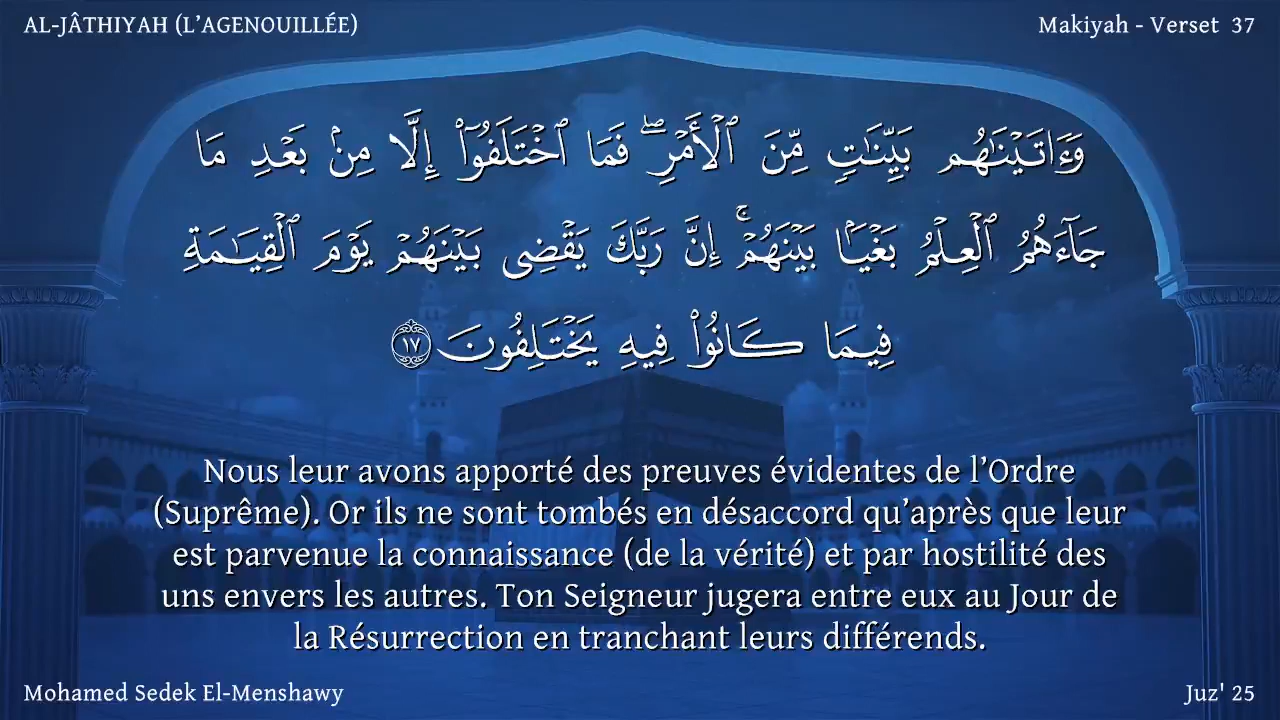 AL-JÂTHIYAH (L’AGENOUILLÉE)
Makiyah - Verset 37
وَءَاتَيْنَٰهُم بَيِّنَٰتٍ مِّنَ ٱلْأَمْرِ ۖ فَمَا ٱخْتَلَفُوٓا۟ إِلَّا مِنۢ بَعْدِ مَا
جَآءَهُمُ ٱلْعِلْمُ بَغْيًۢا بَيْنَهُمْ ۚ إِنَّ رَبَّكَ يَقْضِى بَيْنَهُمْ يَوْمَ ٱلْقِيَٰمَةِ
فِيمَا كَانُوا۟ فِيهِ يَخْتَلِفُونَ ١٧
Nous leur avons apporté des preuves évidentes de l’Ordre
(Suprême). Or ils ne sont tombés en désaccord qu’après que leur
est parvenue la connaissance (de la vérité) et par hostilité des
uns envers les autres. Ton Seigneur jugera entre eux au Jour de
la Résurrection en tranchant leurs différends.
Mohamed Sedek El-Menshawy
Juz' 25